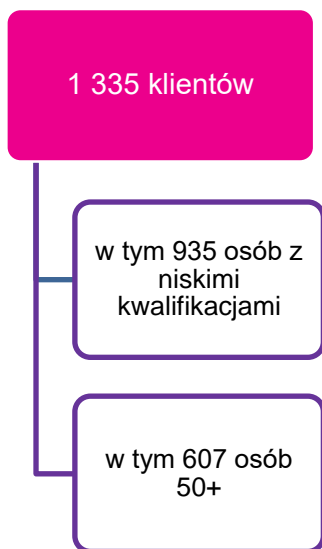 1 335 klientów
w tym 935 osób z
niskimi
kwalifikacjami
w tym 607 osób
50+